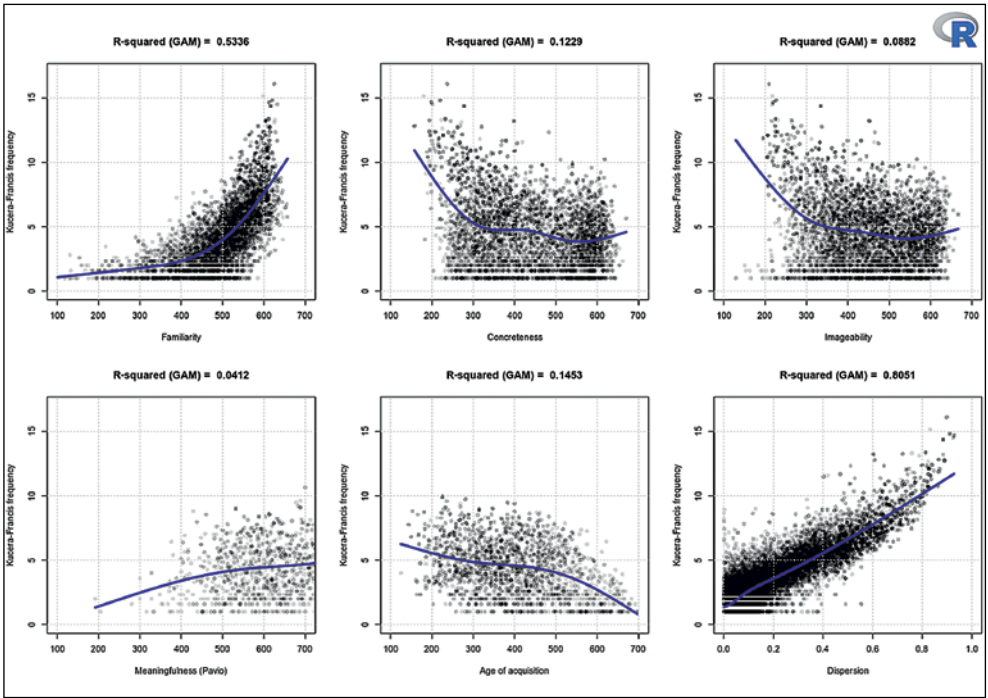 R
R-squared (GAM) = 0.5336
Kucera-Francis frequency
15
10
5
0
100 200 300 400 500 600 700
Familiarity
R-squared (GAM) = 0.1229
Kucera-Francis frequency
15
10
5
0
100 200 300 400 500 600 700
Concreteness
R-squared (GAM) = 0.0882
Kucera-Francis frequency
15
10
5
0
100 200 300 400 500 600 700
Imageability
R-squared (GAM) = 0.0412
Kucera-Francis frequency
15
10
5
0
100 200 300 400 500 600 700
Meaningfulness (Pavio)
R-squared (GAM) = 0.1453
Kucera-Francis frequency
15
10
5
0
100 200 300 400 500 600 700
Age of acquisition
R-squared (GAM) = 0.8051
Kucera-Francis frequency
15
10
5
0
0.0 0.2 0.4 0.6 0.8 1.0
Dispersion